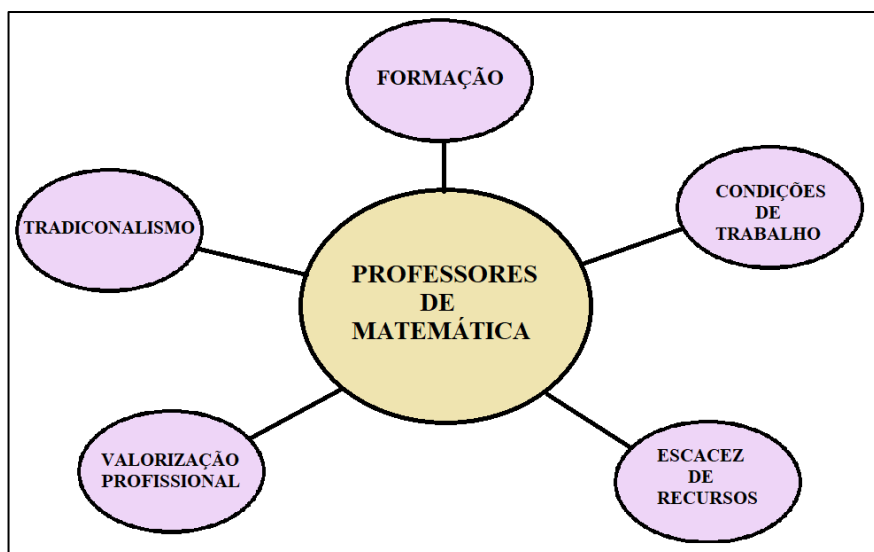 FORMAÇÃO
CONDIÇÕES
DE
TRABALHO
TRADICONALISMO
PROFESSORES
DE
MATEMÁTICA
VALORIZAÇÃO
PROFISSIONAL
ESCACEZ
DE
RECURSOS